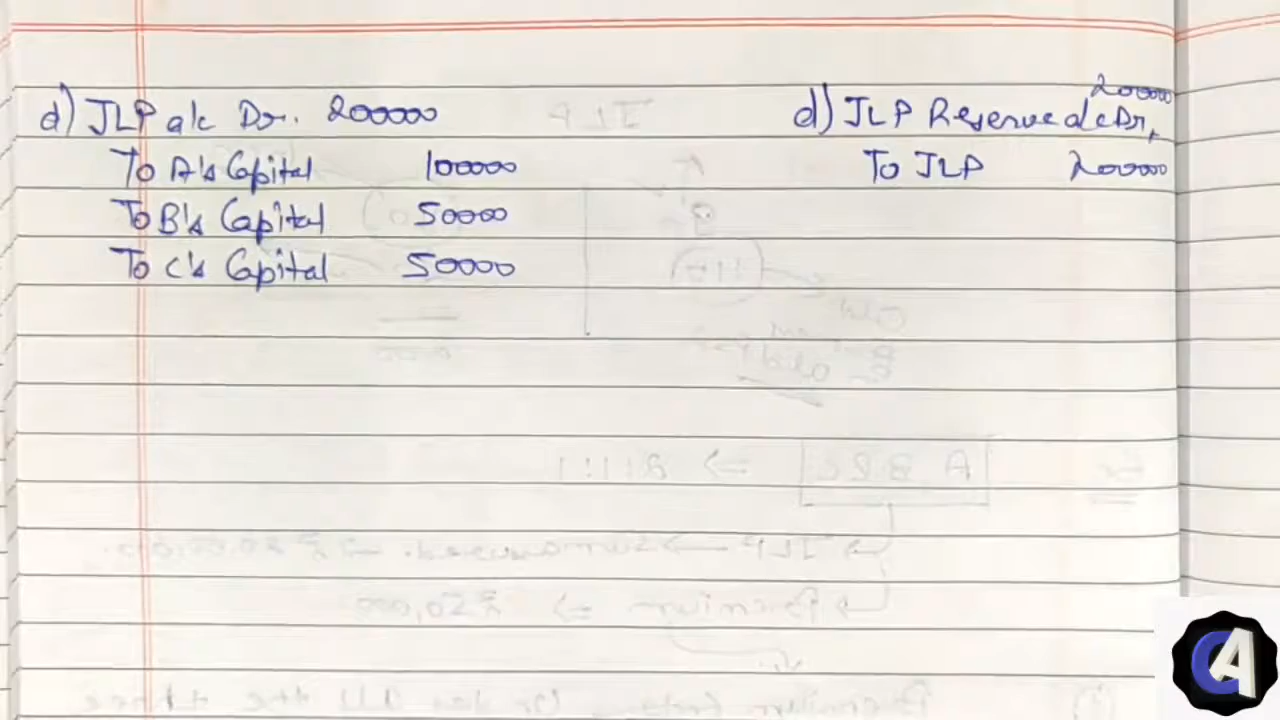 d) JLP a/c Dr. 200000
To A's Capital 100000
To B's Capital 50000
To C's Capital 50000
200000
d) JLP Reserve a/c Dr,
To JLP 200000
CA